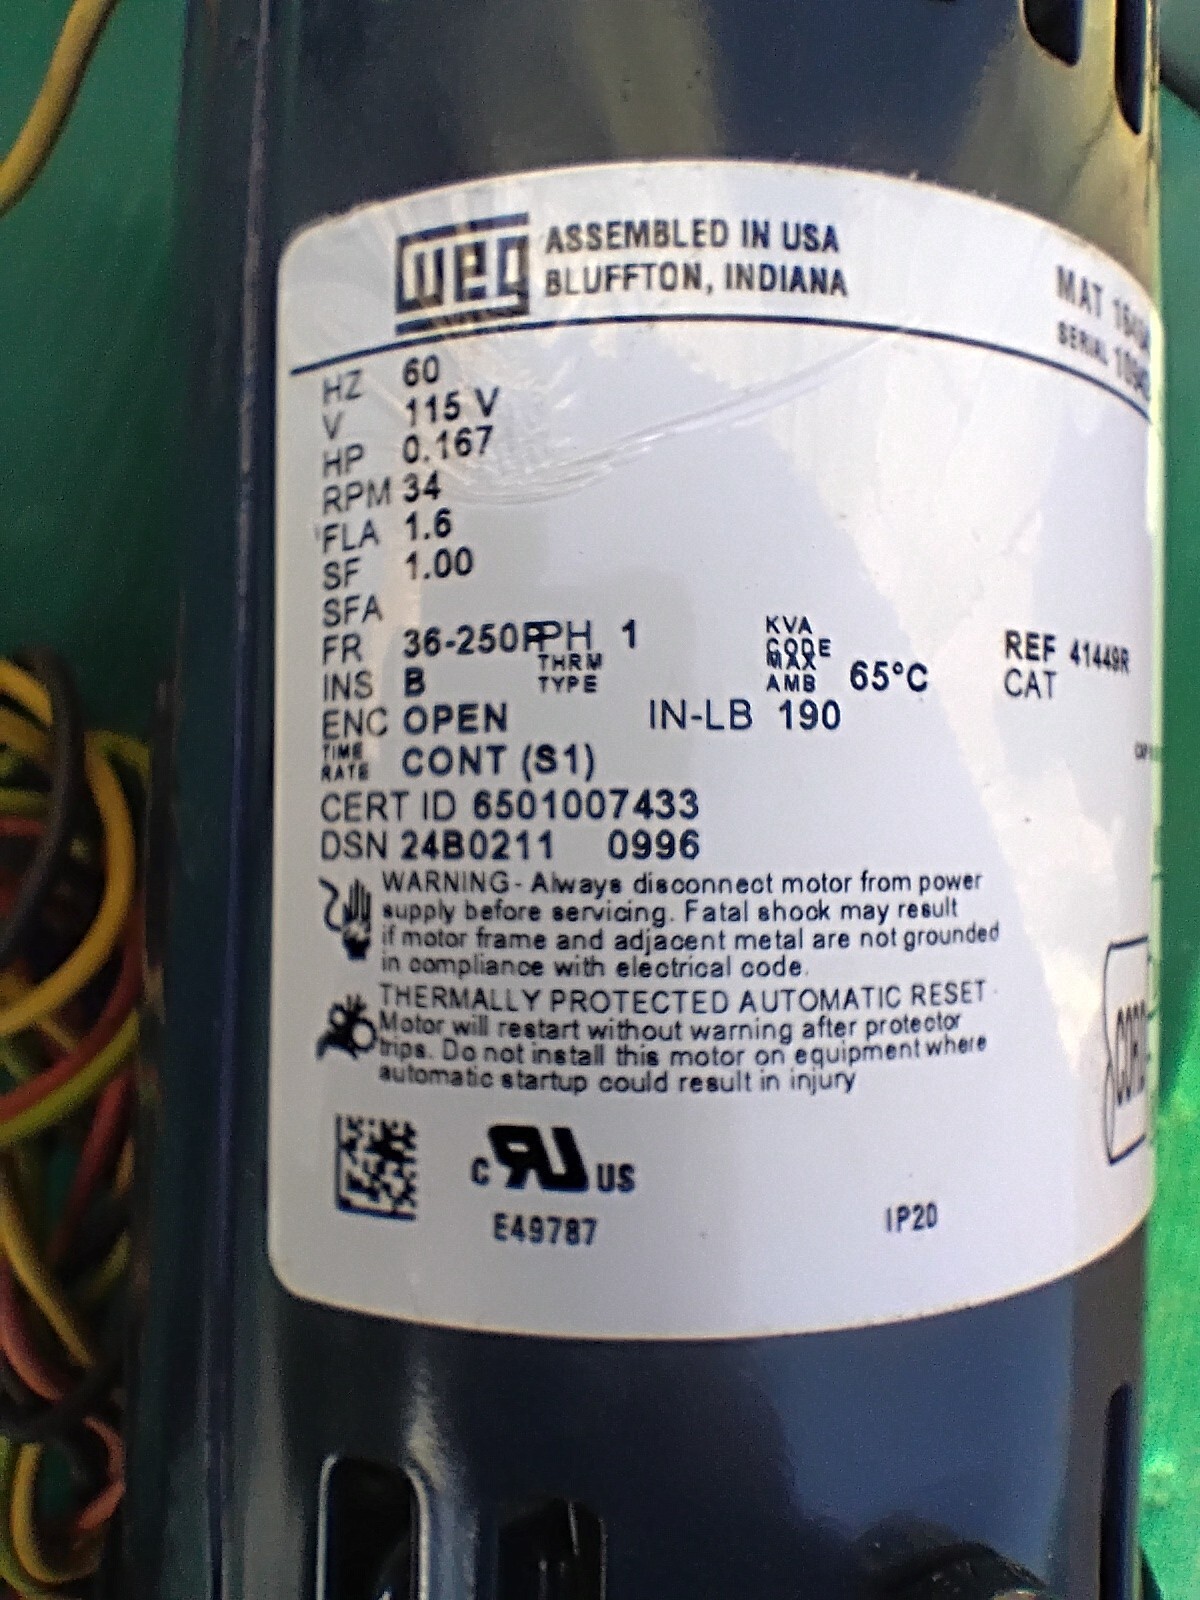 weg ASSEMBLED IN USA
BLUFFTON, INDIANA
MAT
SERIAL
HZ 60
V 115 V
HP 0.167
RPM 34
FLA 1.6
SF 1.00
SFA
FR 36-250P PH 1 KVA CODE REF 41449R
INS B THRM TYPE MAX AMB 65°C CAT
ENC OPEN IN-LB 190
TIME RATE CONT (S1)
CERT ID 6501007433
DSN 24B0211 0996
WARNING - Always disconnect motor from power
supply before servicing. Fatal shock may result
if motor frame and adjacent metal are not grounded
in compliance with electrical code.
THERMALLY PROTECTED AUTOMATIC RESET -
Motor will restart without warning after protector
trips. Do not install this motor on equipment where
automatic startup could result in injury
C RU US
E49787
IP20